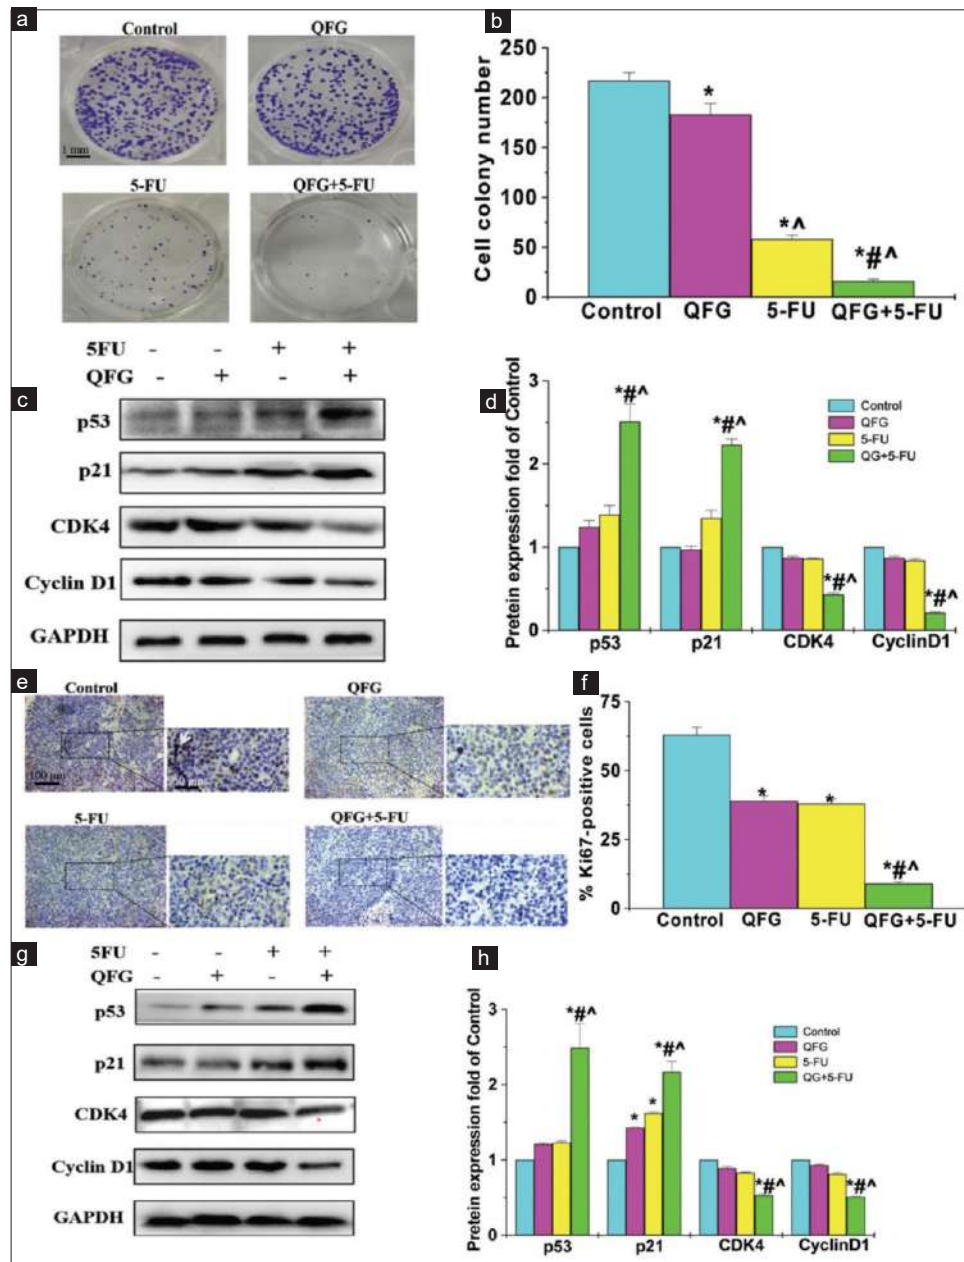 a
Control
QFG
1 mm
5-FU
QFG+5-FU
b
Cell colony number
250
200
150
100
50
0
*
*^
*#^
Control QFG 5-FU QFG+5-FU
c
5FU - - + +
QFG - + - +
p53
p21
CDK4
Cyclin D1
GAPDH
d
Pretein expression fold of Control
3
2
1
0
*#^
*#^
*#^
*#^
Control
QFG
5-FU
QG+5-FU
p53 p21 CDK4 CyclinD1
e
Control
QFG
100 μm
5-FU
QFG+5-FU
f
% Ki67-positive cells
75
50
25
0
*
*
*#^
Control QFG 5-FU QFG+5-FU
g
5FU - - + +
QFG - + - +
p53
p21
CDK4
Cyclin D1
GAPDH
h
Pretein expression fold of Control
3
2
1
0
*#^
*
*
*#^
*#^
*#^
Control
QFG
5-FU
QG+5-FU
p53 p21 CDK4 CyclinD1